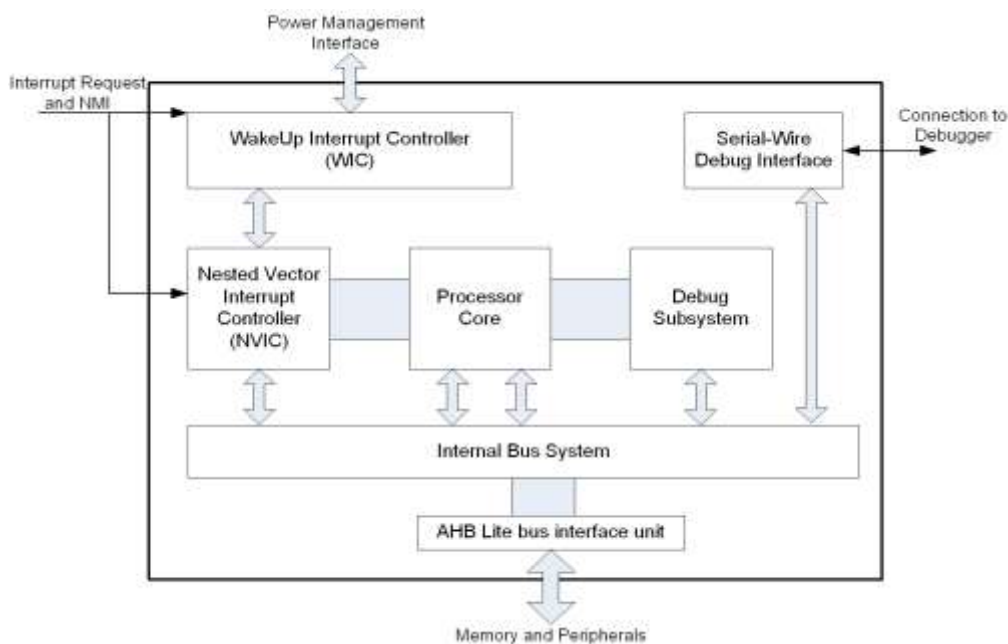 Power Management
Interface
Interrupt Request
and NMI
WakeUp Interrupt Controller
(WIC)
Serial-Wire
Debug Interface
Connection to
Debugger
Nested Vector
Interrupt
Controller
(NVIC)
Processor
Core
Debug
Subsystem
Internal Bus System
AHB Lite bus interface unit
Memory and Peripherals